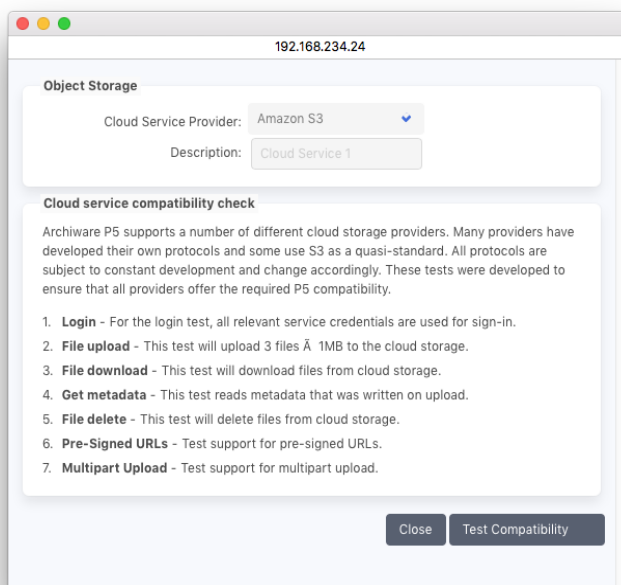 192.168.234.24
Object Storage
Cloud Service Provider: Amazon S3
Description: Cloud Service 1
Cloud service compatibility check
Archiware P5 supports a number of different cloud storage providers. Many providers have
developed their own protocols and some use S3 as a quasi-standard. All protocols are
subject to constant development and change accordingly. These tests were developed to
ensure that all providers offer the required P5 compatibility.
1. Login - For the login test, all relevant service credentials are used for sign-in.
2. File upload - This test will upload 3 files Ã 1MB to the cloud storage.
3. File download - This test will download files from cloud storage.
4. Get metadata - This test reads metadata that was written on upload.
5. File delete - This test will delete files from cloud storage.
6. Pre-Signed URLs - Test support for pre-signed URLs.
7. Multipart Upload - Test support for multipart upload.
Close Test Compatibility